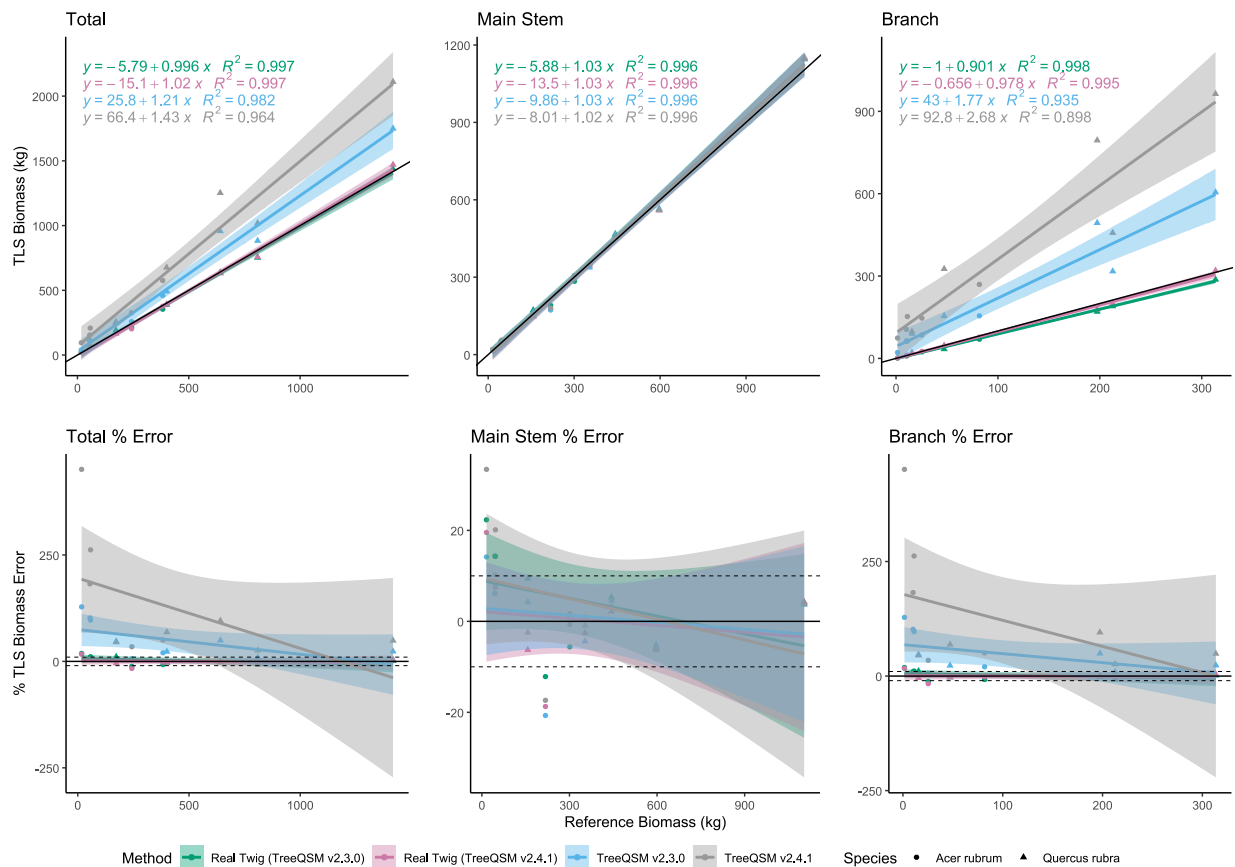 Total
Main Stem
Branch
y = − 5.79 + 0.996 x R² = 0.997
y = − 15.1 + 1.02 x R² = 0.997
y = 25.8 + 1.21 x R² = 0.982
y = 66.4 + 1.43 x R² = 0.964
y = − 5.88 + 1.03 x R² = 0.996
y = − 13.5 + 1.03 x R² = 0.996
y = − 9.86 + 1.03 x R² = 0.996
y = − 8.01 + 1.02 x R² = 0.996
y = − 1 + 0.901 x R² = 0.998
y = − 0.656 + 0.978 x R² = 0.995
y = 43 + 1.77 x R² = 0.935
y = 92.8 + 2.68 x R² = 0.898
TLS Biomass (kg)
2000
1500
1000
500
0
0 500 1000
1200
900
600
300
0
0 300 600 900
900
600
300
0
0 100 200 300
Total % Error
Main Stem % Error
Branch % Error
% TLS Biomass Error
250
0
-250
0 500 1000
20
0
-20
0 300 600 900
250
0
-250
0 100 200 300
Reference Biomass (kg)
Method Real Twig (TreeQSM v2.3.0) Real Twig (TreeQSM v2.4.1) TreeQSM v2.3.0 TreeQSM v2.4.1 Species Acer rubrum Quercus rubra